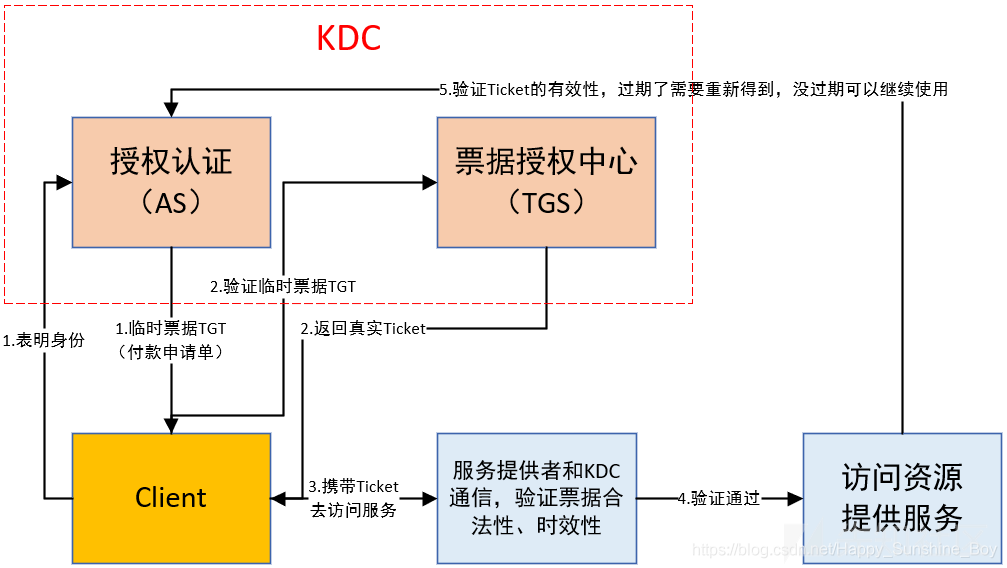 KDC
5.验证Ticket的有效性，过期了需要重新得到，没过期可以继续使用
授权认证
（AS）
票据授权中心
（TGS）
2.验证临时票据TGT
1.表明身份
1.临时票据TGT
（付款申请单）
2.返回真实Ticket
Client
3.携带Ticket
去访问服务
服务提供者和KDC
通信，验证票据合
法性、时效性
4.验证通过
访问资源
提供服务
https://blog.csdn.net/Happy_Sunshine_Boy